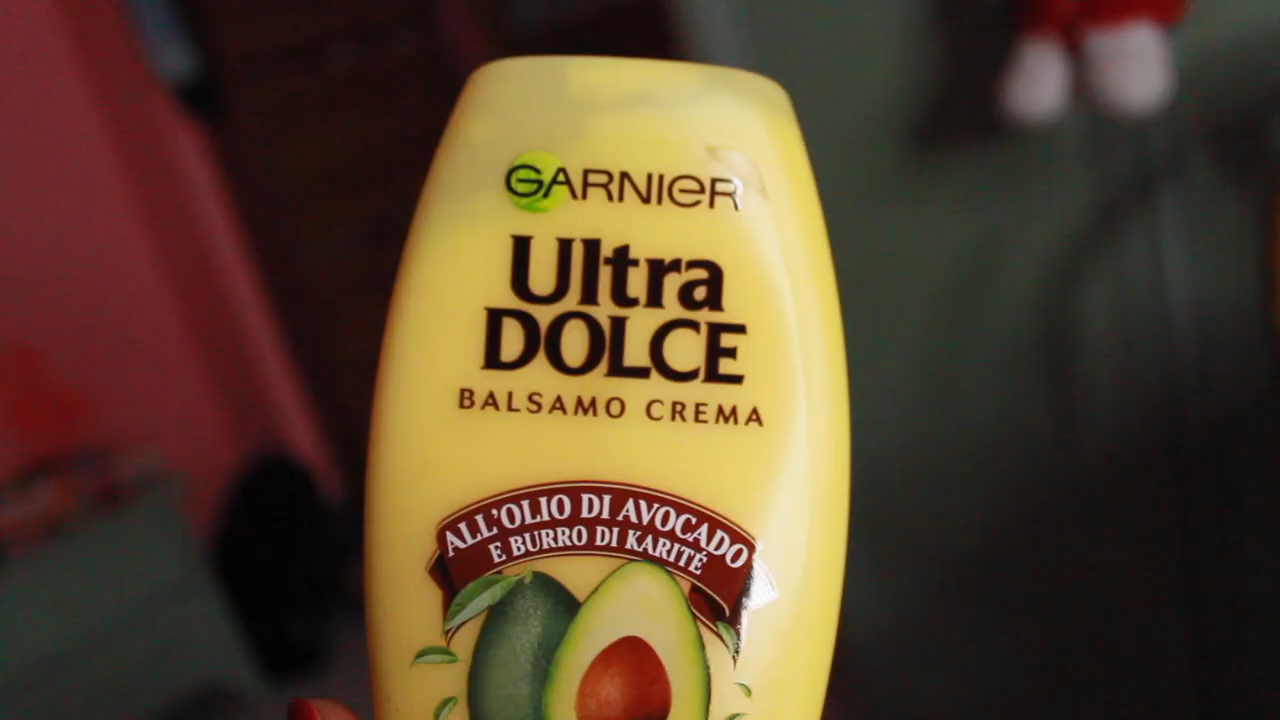 GARNIER
Ultra
DOLCE
BALSAMO CREMA
ALL'OLIO DI AVOCADO
E BURRO DI KARITÉ